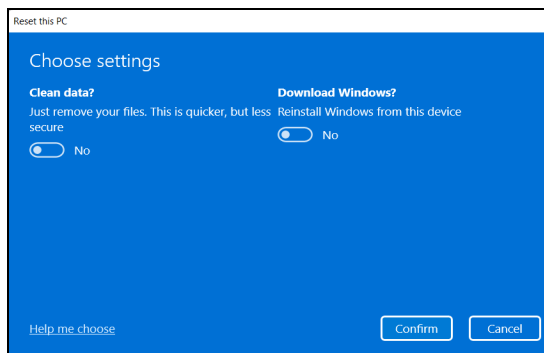 Reset this PC
Choose settings
Clean data?
Just remove your files. This is quicker, but less
secure
No
Download Windows?
Reinstall Windows from this device
No
Help me choose
Confirm
Cancel